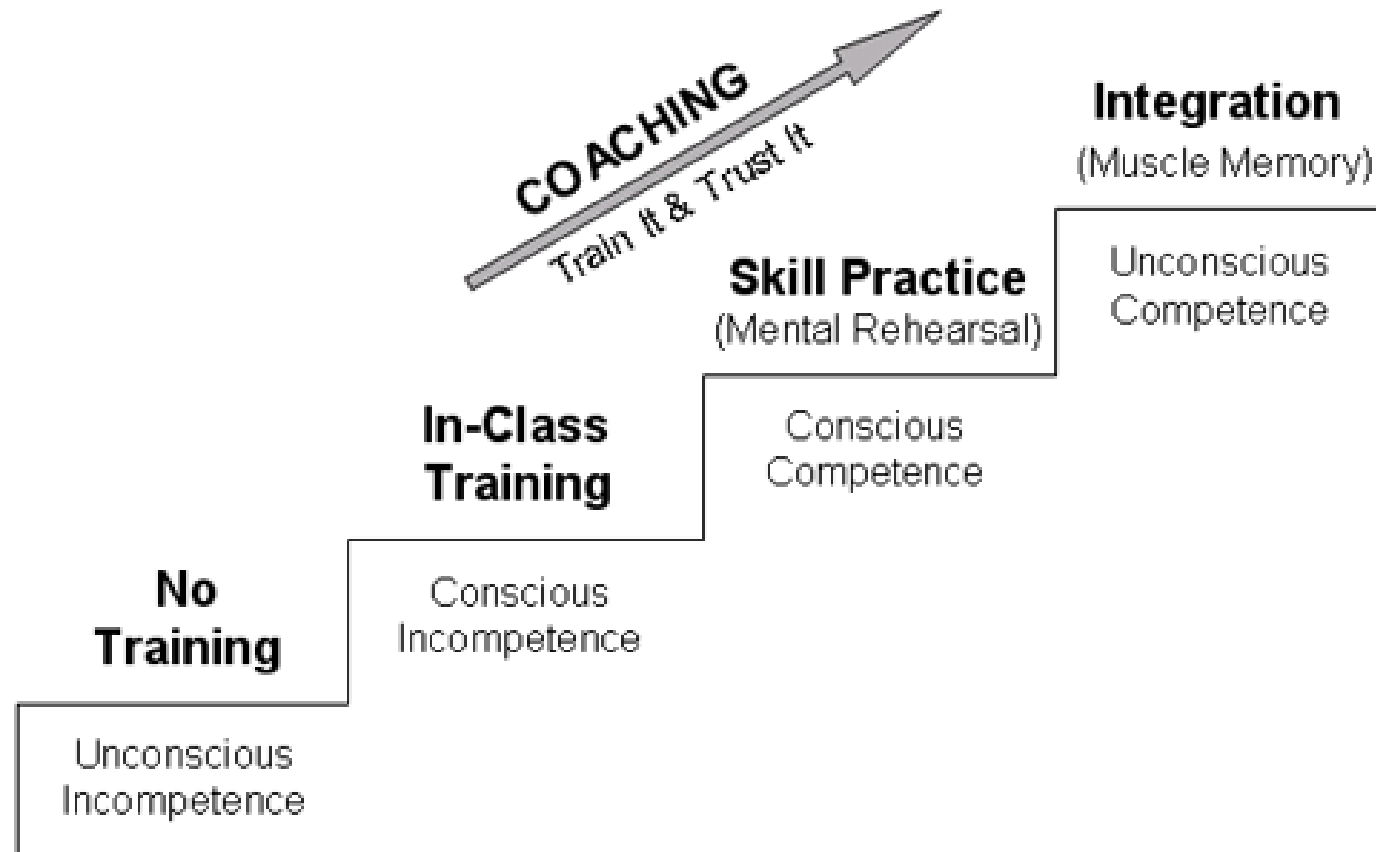 COACHING
Train It & Trust It
Integration
(Muscle Memory)
Unconscious
Competence
Skill Practice
(Mental Rehearsal)
Conscious
Competence
In-Class
Training
Conscious
Incompetence
No
Training
Unconscious
Incompetence